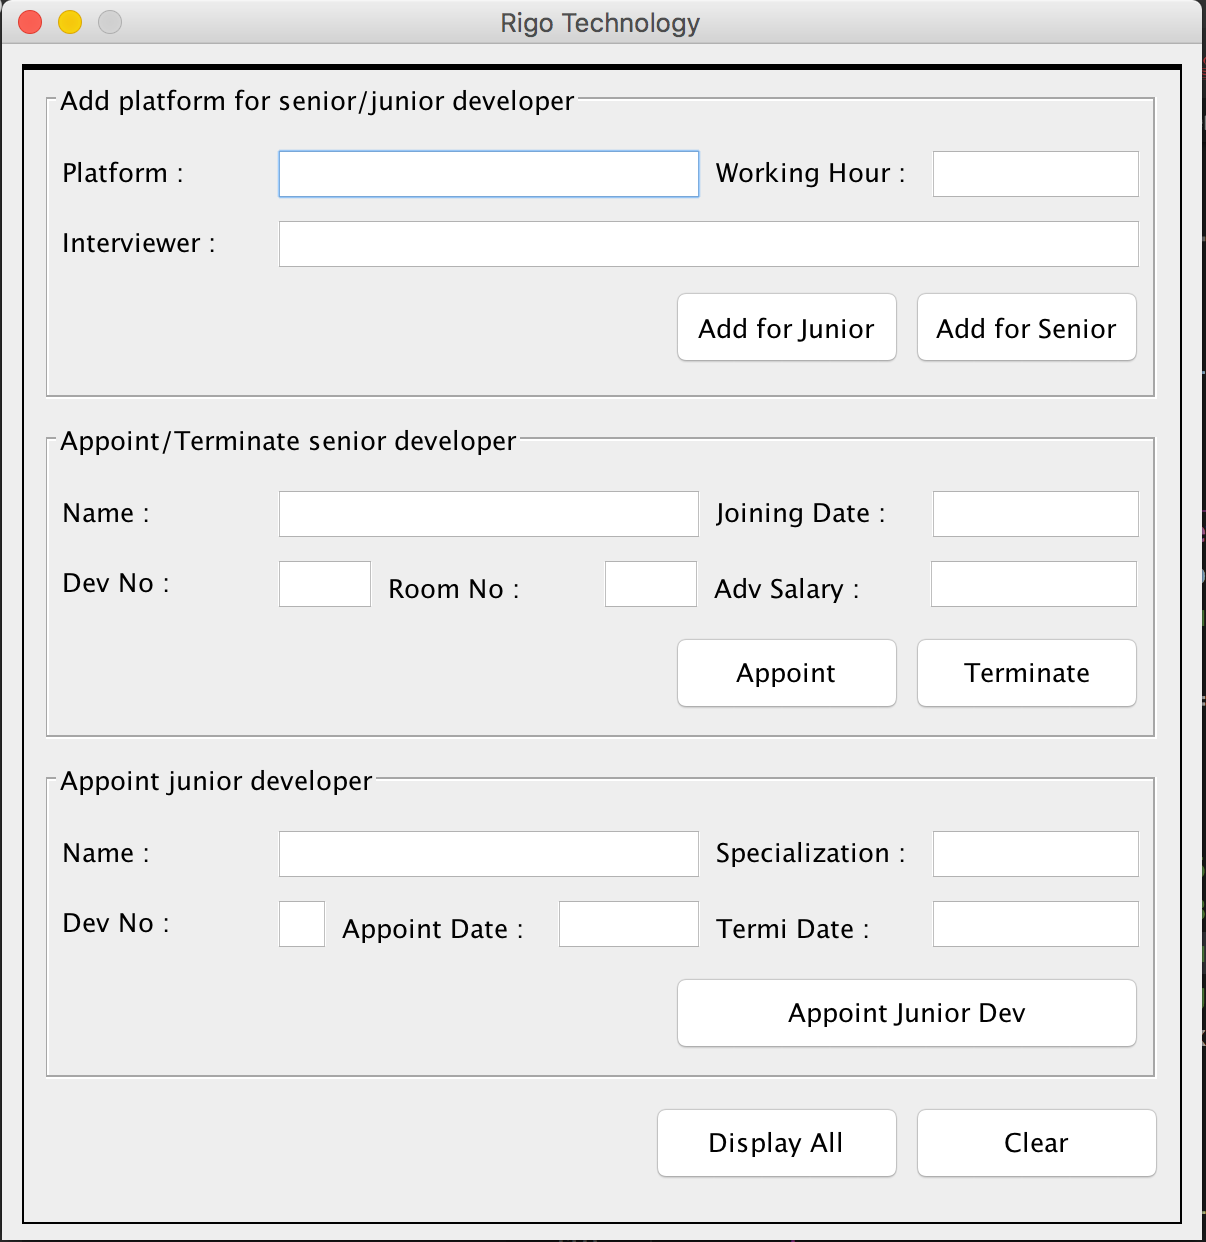 Rigo Technology
Add platform for senior/junior developer
Platform :
Working Hour :
Interviewer :
Add for Junior
Add for Senior
Appoint/Terminate senior developer
Name :
Joining Date :
Dev No :
Room No :
Adv Salary :
Appoint
Terminate
Appoint junior developer
Name :
Specialization :
Dev No :
Appoint Date :
Termi Date :
Appoint Junior Dev
Display All
Clear